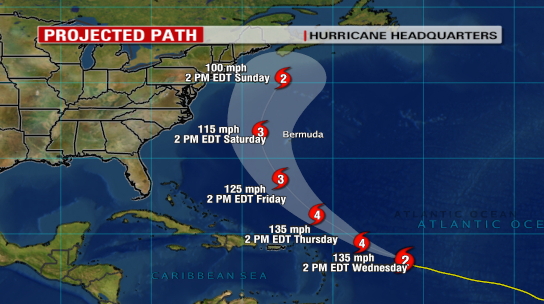 PROJECTED PATH
HURRICANE HEADQUARTERS
100 mph
2 PM EDT Sunday
2
115 mph
2 PM EDT Saturday
3
Bermuda
125 mph
2 PM EDT Friday
3
135 mph
2 PM EDT Thursday
4
135 mph
2 PM EDT Wednesday
4
2
ATLANTIC OCEAN
ATLANTIC OCE
CARIBBEAN SEA